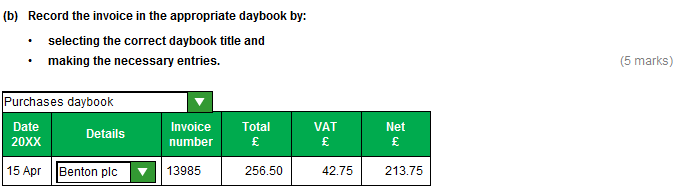 (b) Record the invoice in the appropriate daybook by:
• selecting the correct daybook title and
• making the necessary entries. (5 marks)
Purchases daybook
Date 20XX Details Invoice number Total £ VAT £ Net £
15 Apr Benton plc 13985 256.50 42.75 213.75